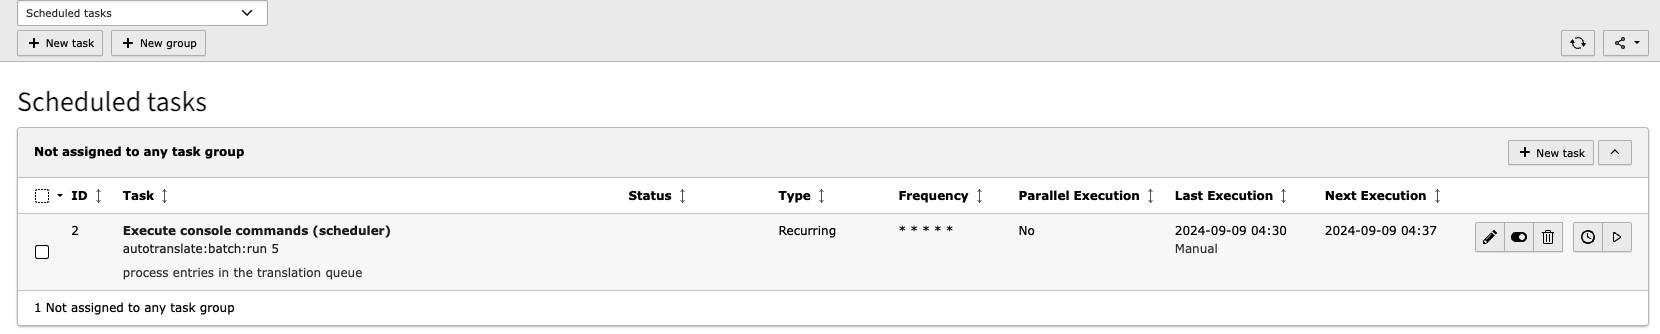 Scheduled tasks
New task
New group
Scheduled tasks
Not assigned to any task group
New task
ID Task Status Type Frequency Parallel Execution Last Execution Next Execution
2 Execute console commands (scheduler) Recurring * * * * * No 2024-09-09 04:30 2024-09-09 04:37
autotranslate:batch:run 5 Manual
process entries in the translation queue
1 Not assigned to any task group